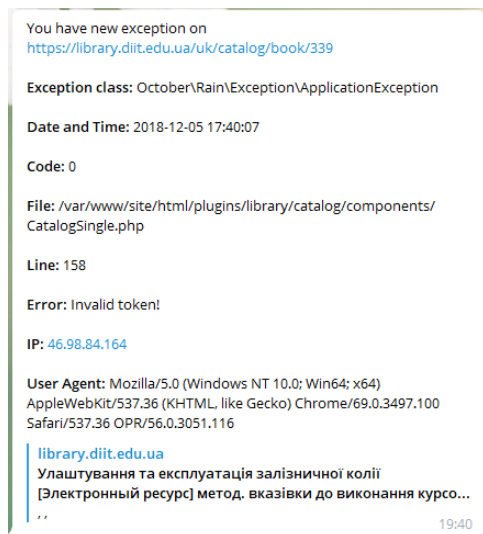 You have new exception on
https://library.diit.edu.ua/uk/catalog/book/339
Exception class: October\Rain\Exception\ApplicationException
Date and Time: 2018-12-05 17:40:07
Code: 0
File: /var/www/site/html/plugins/library/catalog/components/
CatalogSingle.php
Line: 158
Error: Invalid token!
IP: 46.98.84.164
User Agent: Mozilla/5.0 (Windows NT 10.0; Win64; x64)
AppleWebKit/537.36 (KHTML, like Gecko) Chrome/69.0.3497.100
Safari/537.36 OPR/56.0.3051.116
library.diit.edu.ua
Улаштування та експлуатація залізничної колії
[Электронный ресурс] метод. вказівки до виконання курсо...
, ,
19:40